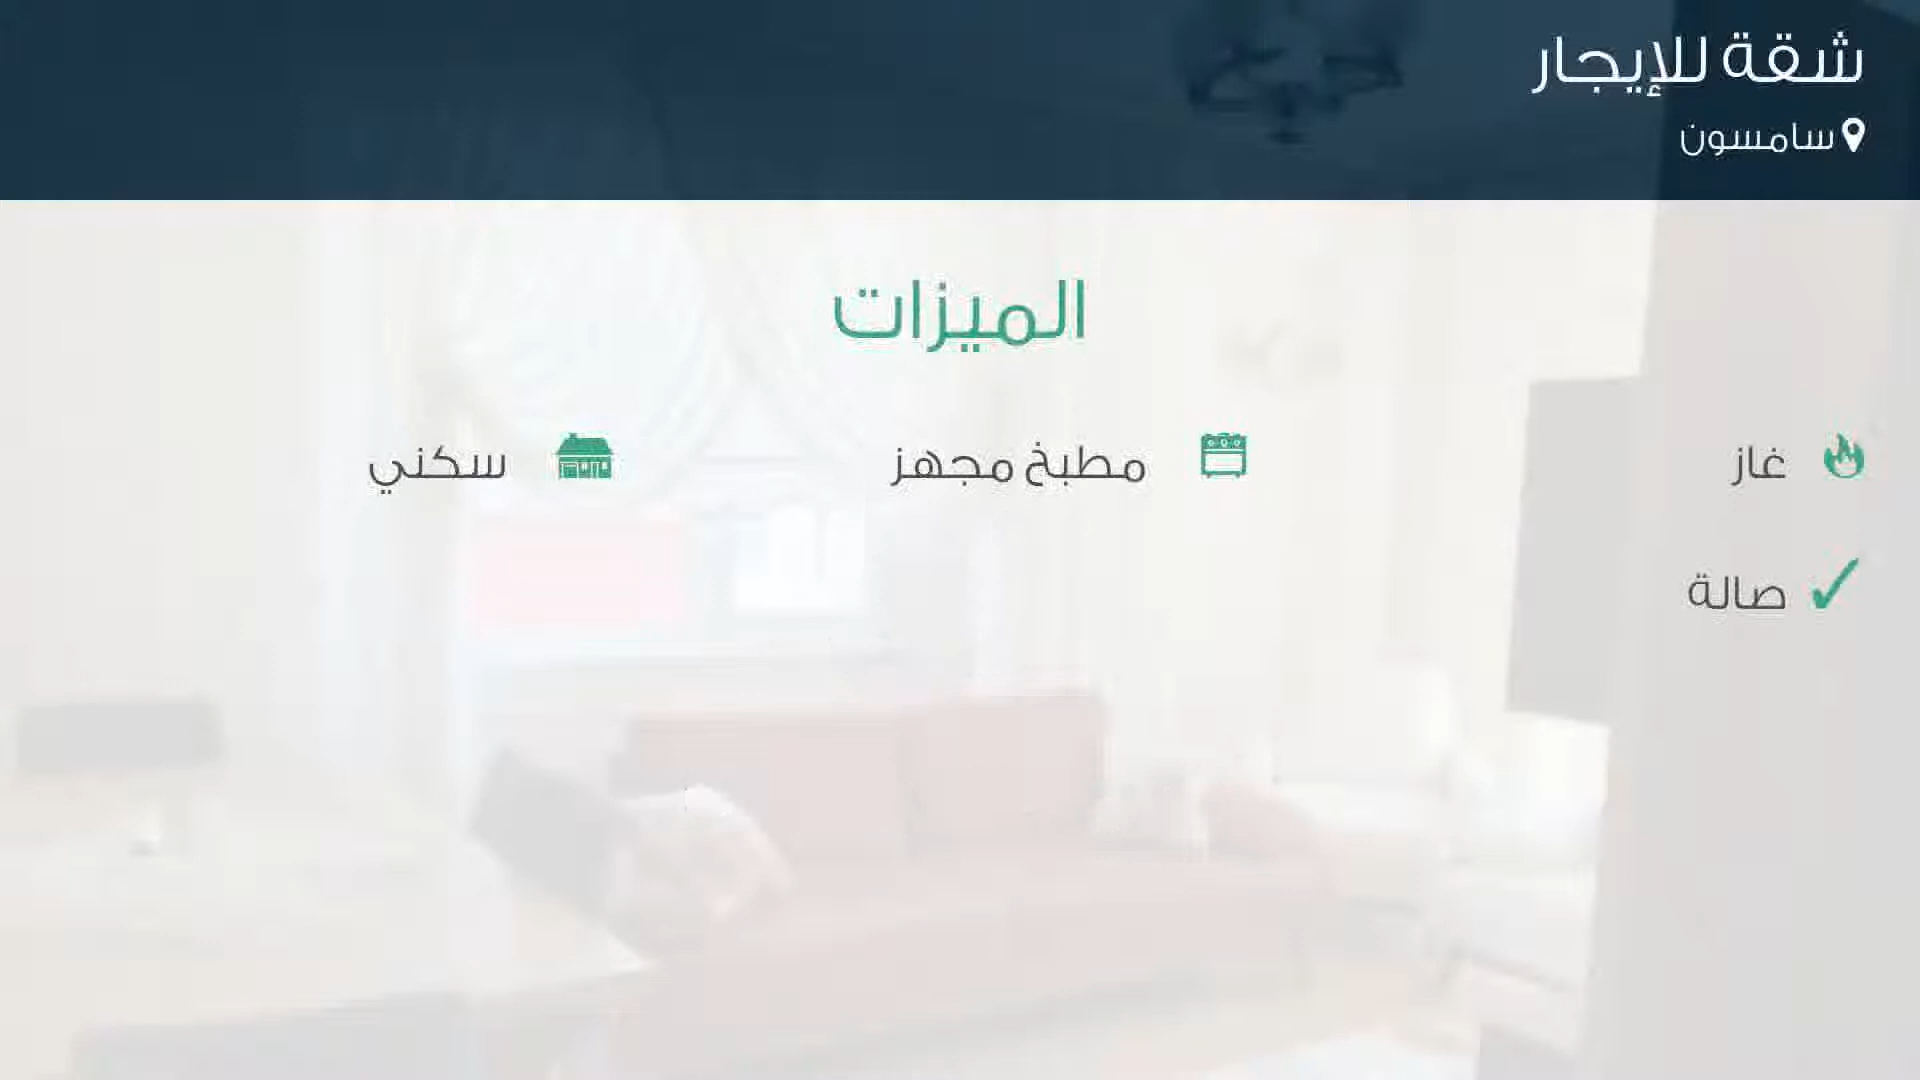 شقة للإيجار
سامسون
الميزات
غاز
مطبخ مجهز
سكني
صالة